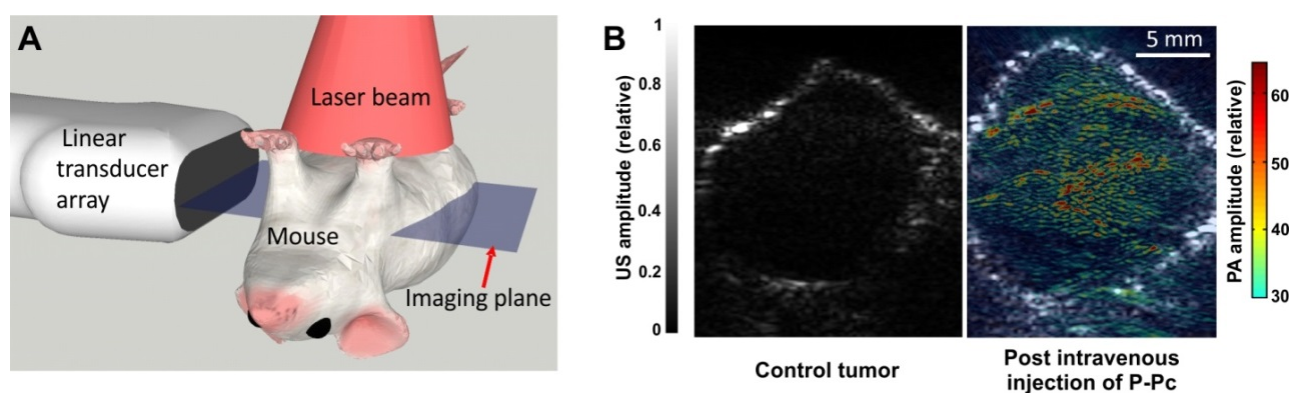 A
Laser beam
Linear
transducer
array
Mouse
Imaging plane
B
US amplitude (relative)
1
0.8
0.6
0.4
0.2
0
Control tumor
5 mm
Post intravenous
injection of P-Pc
PA amplitude (relative)
60
50
40
30